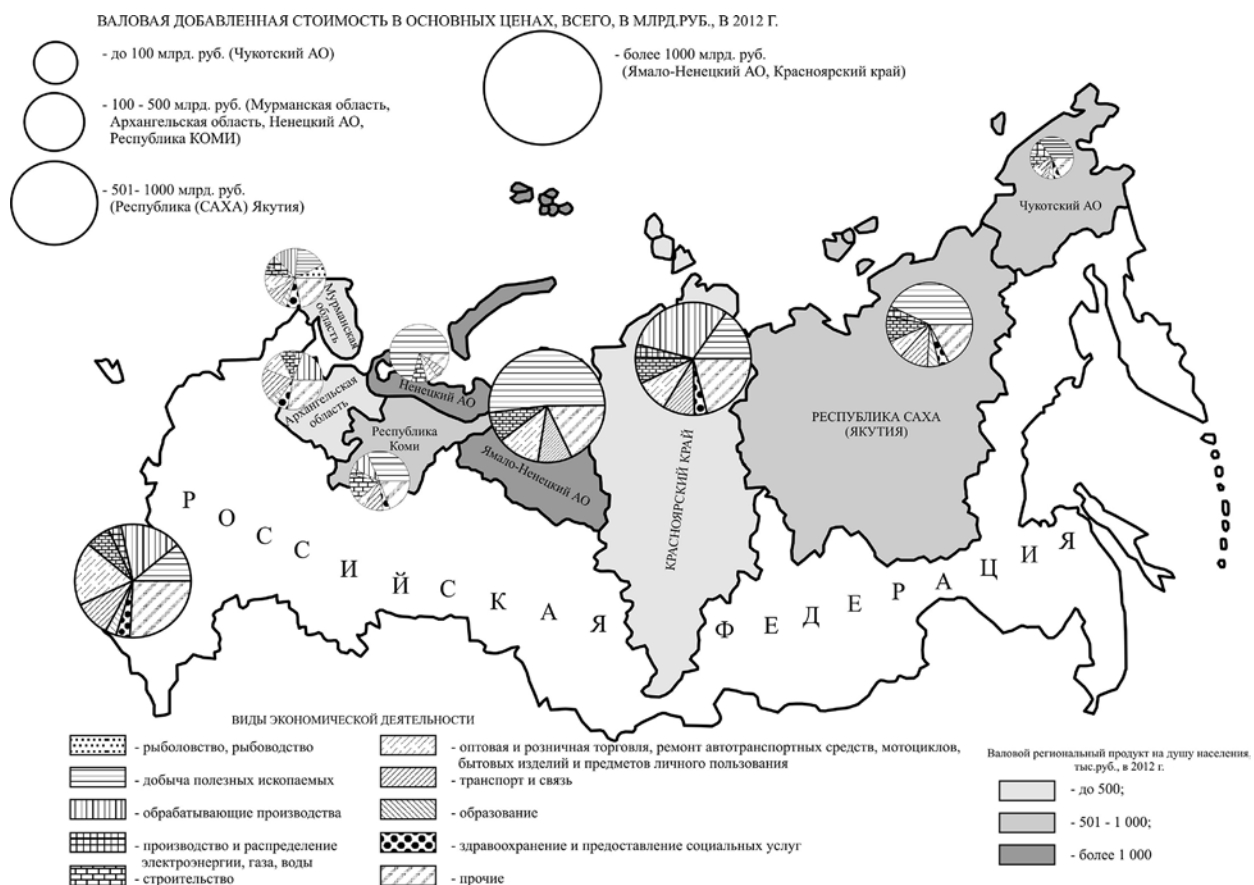 ВАЛОВАЯ ДОБАВЛЕННАЯ СТОИМОСТЬ В ОСНОВНЫХ ЦЕНАХ, ВСЕГО, В МЛРД.РУБ., В 2012 Г.
- до 100 млрд. руб. (Чукотский АО)
- 100 - 500 млрд. руб. (Мурманская область,
Архангельская область, Ненецкий АО,
Республика КОМИ)
- 501- 1000 млрд. руб.
(Республика (САХА) Якутия)
- более 1000 млрд. руб.
(Ямало-Ненецкий АО, Красноярский край)
Чукотский АО
Мурманская
область
Архангельская
область
Ненецкий АО
Республика
Коми
Ямало-Ненецкий АО
КРАСНОЯРСКИЙ КРАЙ
РЕСПУБЛИКА САХА
(ЯКУТИЯ)
РОССИЙСКАЯ ФЕДЕРАЦИЯ
ВИДЫ ЭКОНОМИЧЕСКОЙ ДЕЯТЕЛЬНОСТИ
- рыболовство, рыбоводство
- добыча полезных ископаемых
- обрабатывающие производства
- производство и распределение
электроэнергии, газа, воды
- строительство
- оптовая и розничная торговля, ремонт автотранспортных средств, мотоциклов,
бытовых изделий и предметов личного пользования
- транспорт и связь
- образование
- здравоохранение и предоставление социальных услуг
- прочие
Валовой региональный продукт на душу населения,
тыс.руб., в 2012 г.
- до 500;
- 501 - 1 000;
- более 1 000